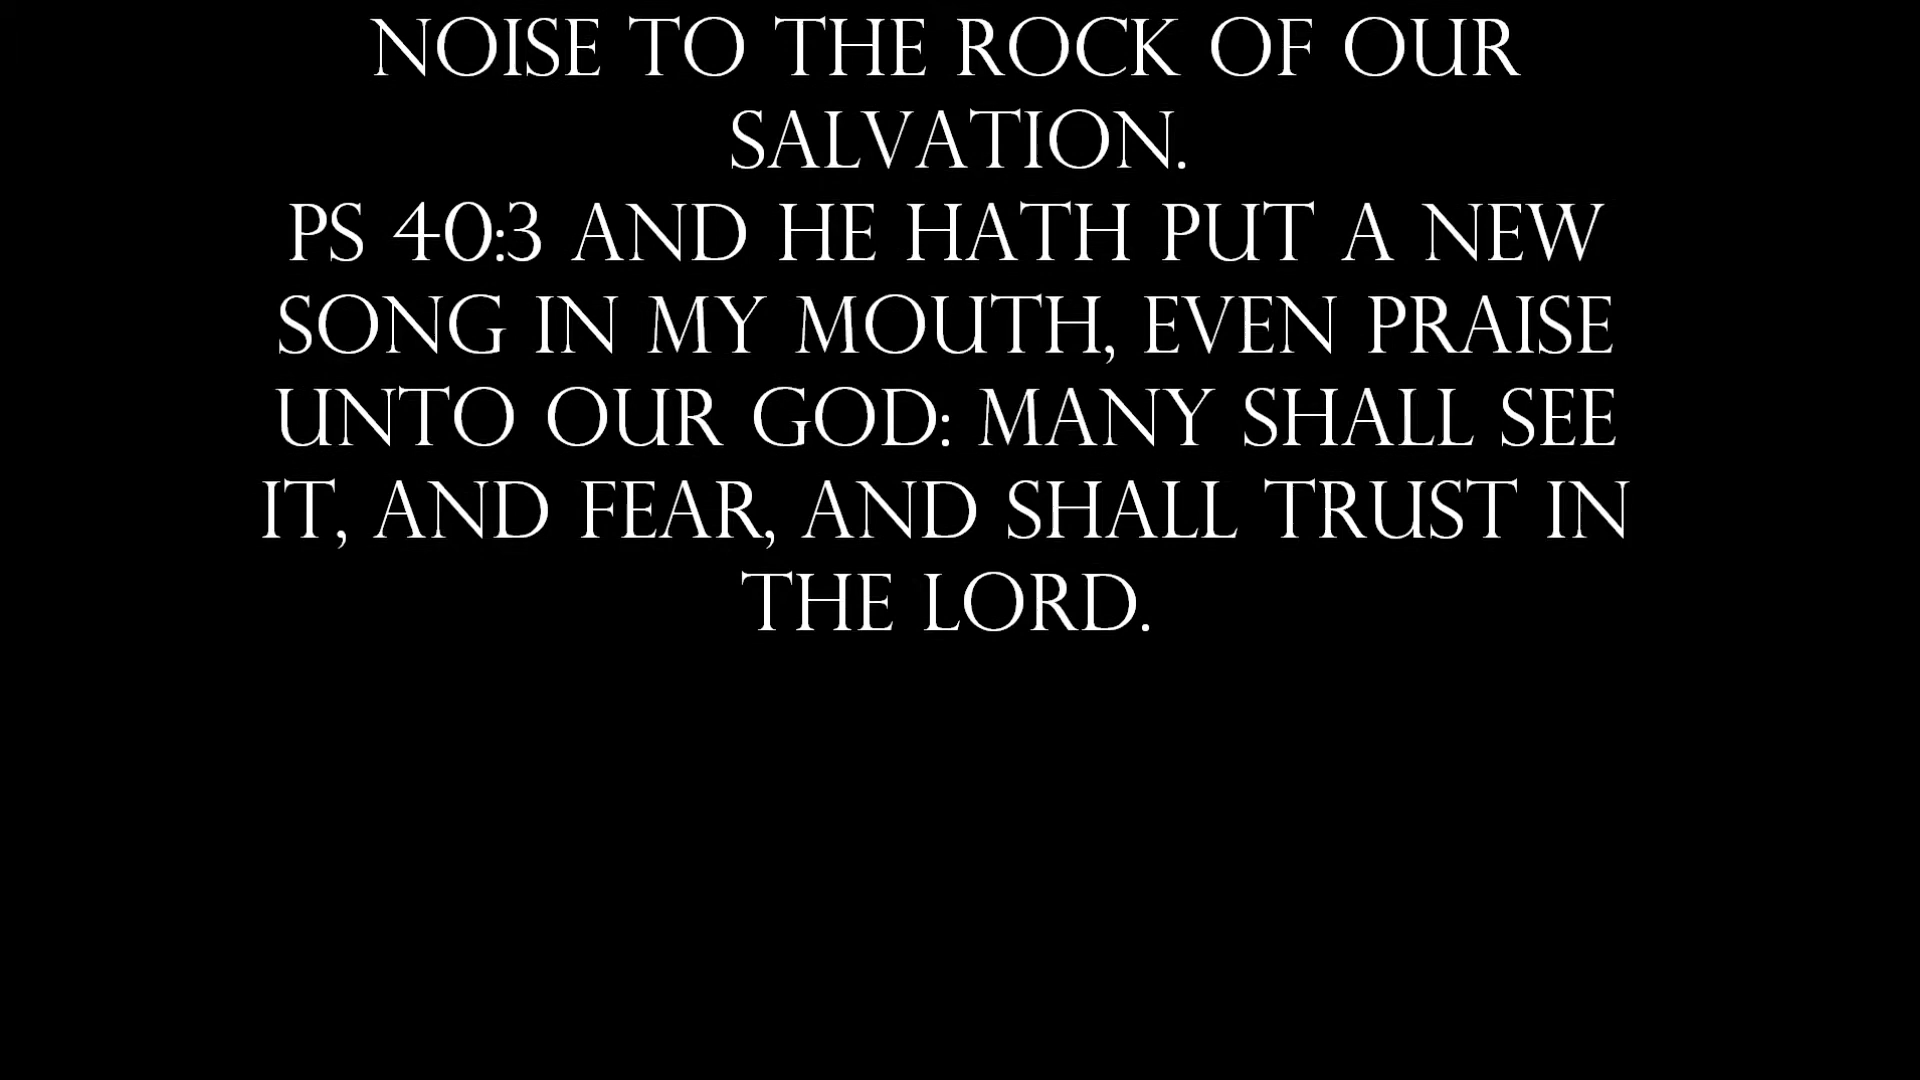 NOISE TO THE ROCK OF OUR
SALVATION.
PS 40:3 AND HE HATH PUT A NEW
SONG IN MY MOUTH, EVEN PRAISE
UNTO OUR GOD: MANY SHALL SEE
IT, AND FEAR, AND SHALL TRUST IN
THE LORD.